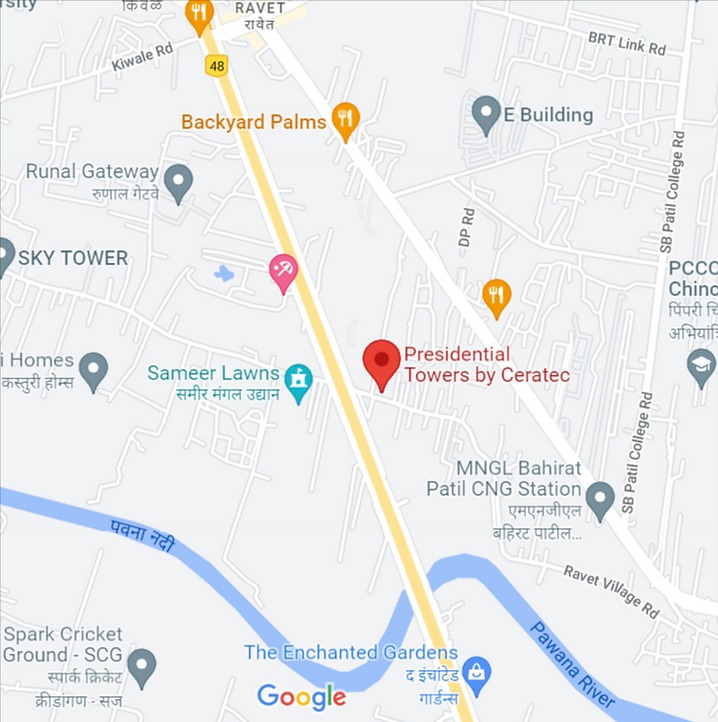 rsity
किवळे
RAVET
रावेत
Kiwale Rd
48
BRT Link Rd
Backyard Palms
E Building
Runal Gateway
रुणाल गेटवे
SB Patil College Rd
DP Rd
SKY TOWER
PCCC
Chinc
पिंपरी चि
अभियांत्रि
Presidential
Towers by Ceratec
i Homes
कस्तुरी होम्स
Sameer Lawns
समीर मंगल उद्यान
SB Patil College Rd
MNGL Bahirat
Patil CNG Station
एमएनजीएल
बहिरट पाटील...
पवना नदी
Ravet Village Rd
Spark Cricket
Ground - SCG
स्पार्क क्रिकेट
क्रीडांगण - सज
The Enchanted Gardens
द इंचांटेड
गार्डन्स
Pawana River
Google